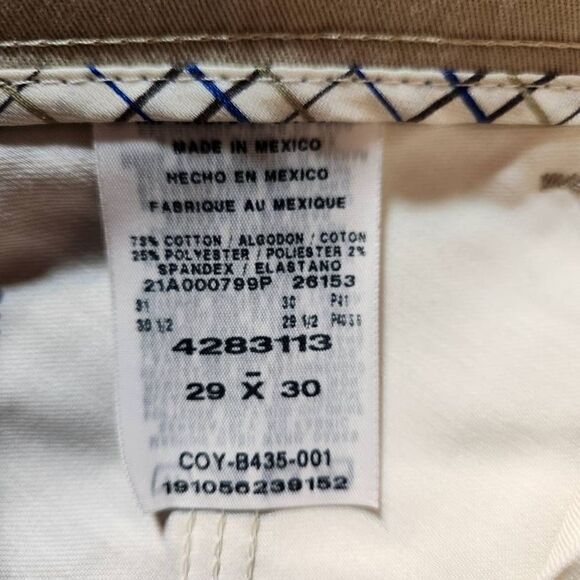 MADE IN MEXICO
HECHO EN MEXICO
FABRIQUE AU MEXIQUE
73% COTTON / ALGODON / COTON
25% POLYESTER / POLIESTER 2%
SPANDEX / ELASTANO
21A000799P 26153
31 30 P41
30 1/2 29 1/2
4283113
29 X 30
COY-B435-001
191056239152